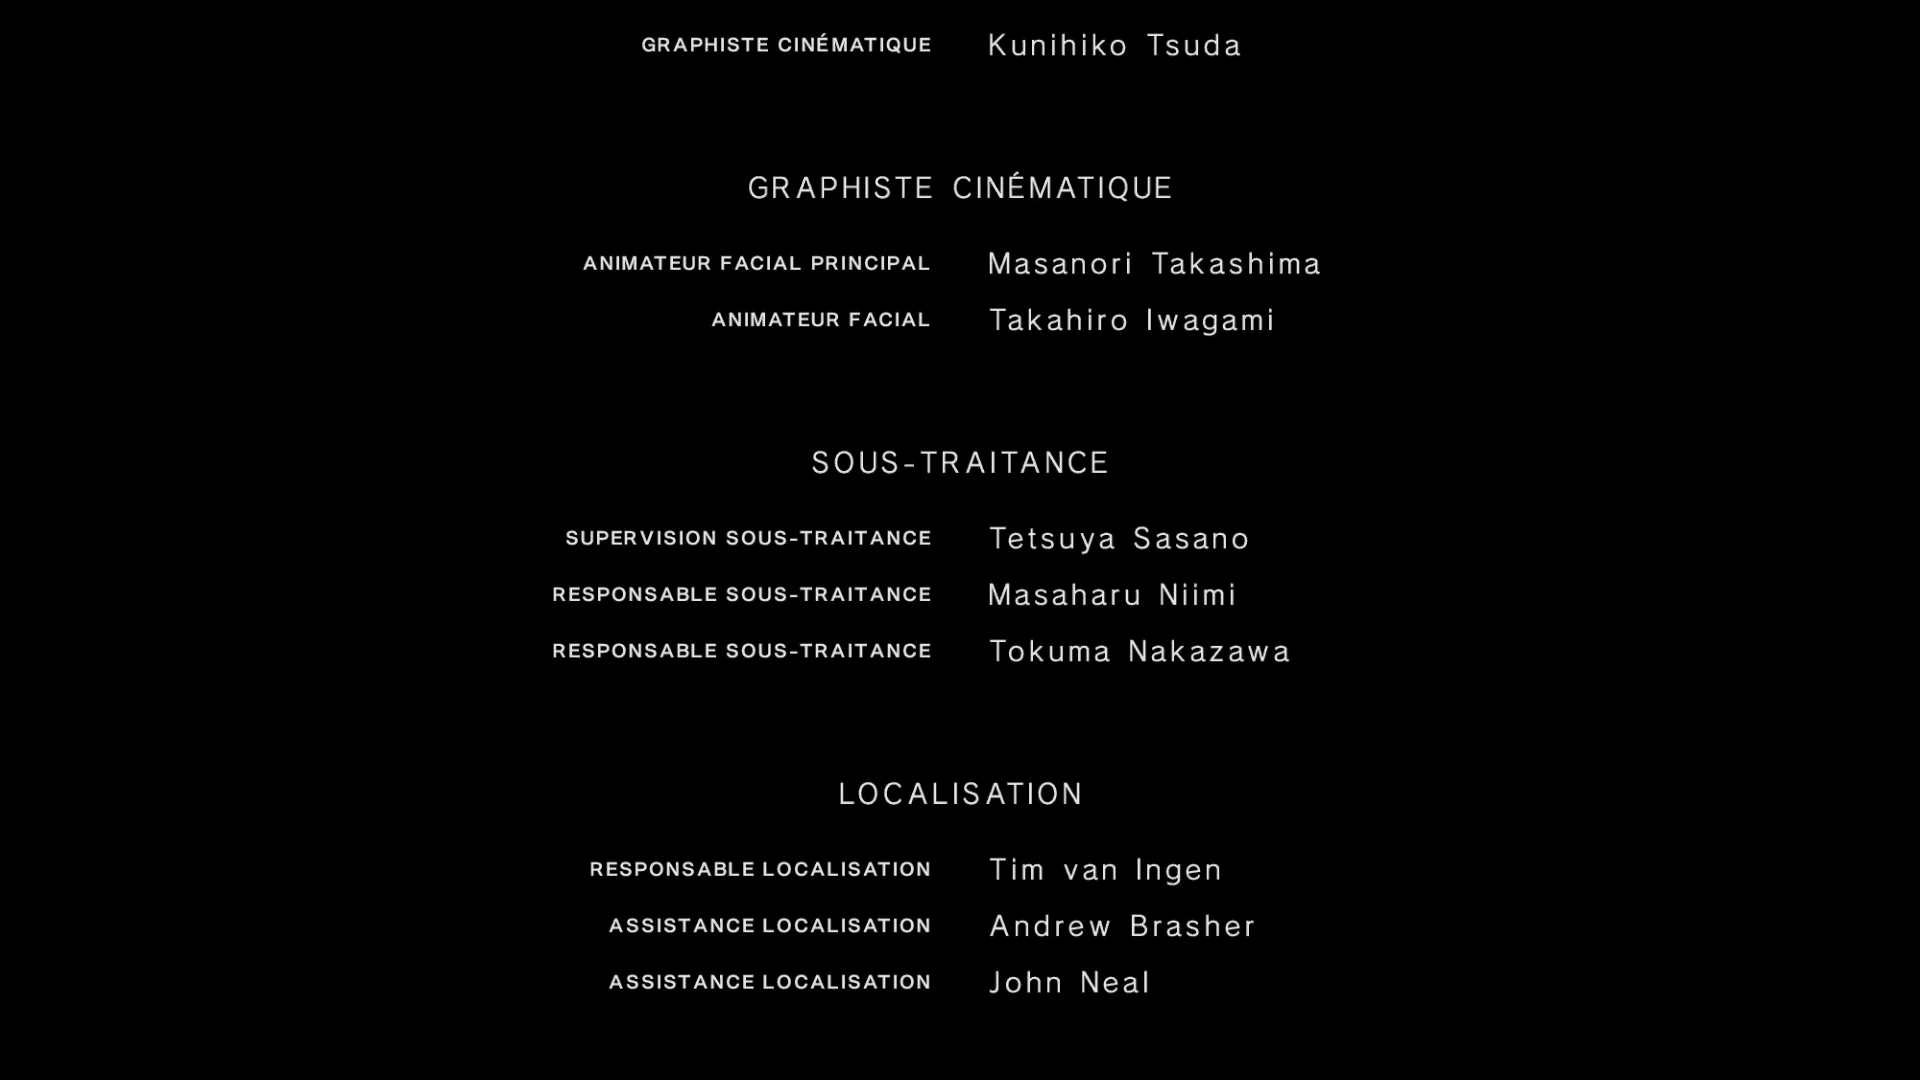 GRAPHISTE CINÉMATIQUE Kunihiko Tsuda
GRAPHISTE CINÉMATIQUE
ANIMATEUR FACIAL PRINCIPAL Masanori Takashima
ANIMATEUR FACIAL Takahiro Iwagami
SOUS-TRAITANCE
SUPERVISION SOUS-TRAITANCE Tetsuya Sasano
RESPONSABLE SOUS-TRAITANCE Masaharu Niimi
RESPONSABLE SOUS-TRAITANCE Tokuma Nakazawa
LOCALISATION
RESPONSABLE LOCALISATION Tim van Ingen
ASSISTANCE LOCALISATION Andrew Brasher
ASSISTANCE LOCALISATION John Neal